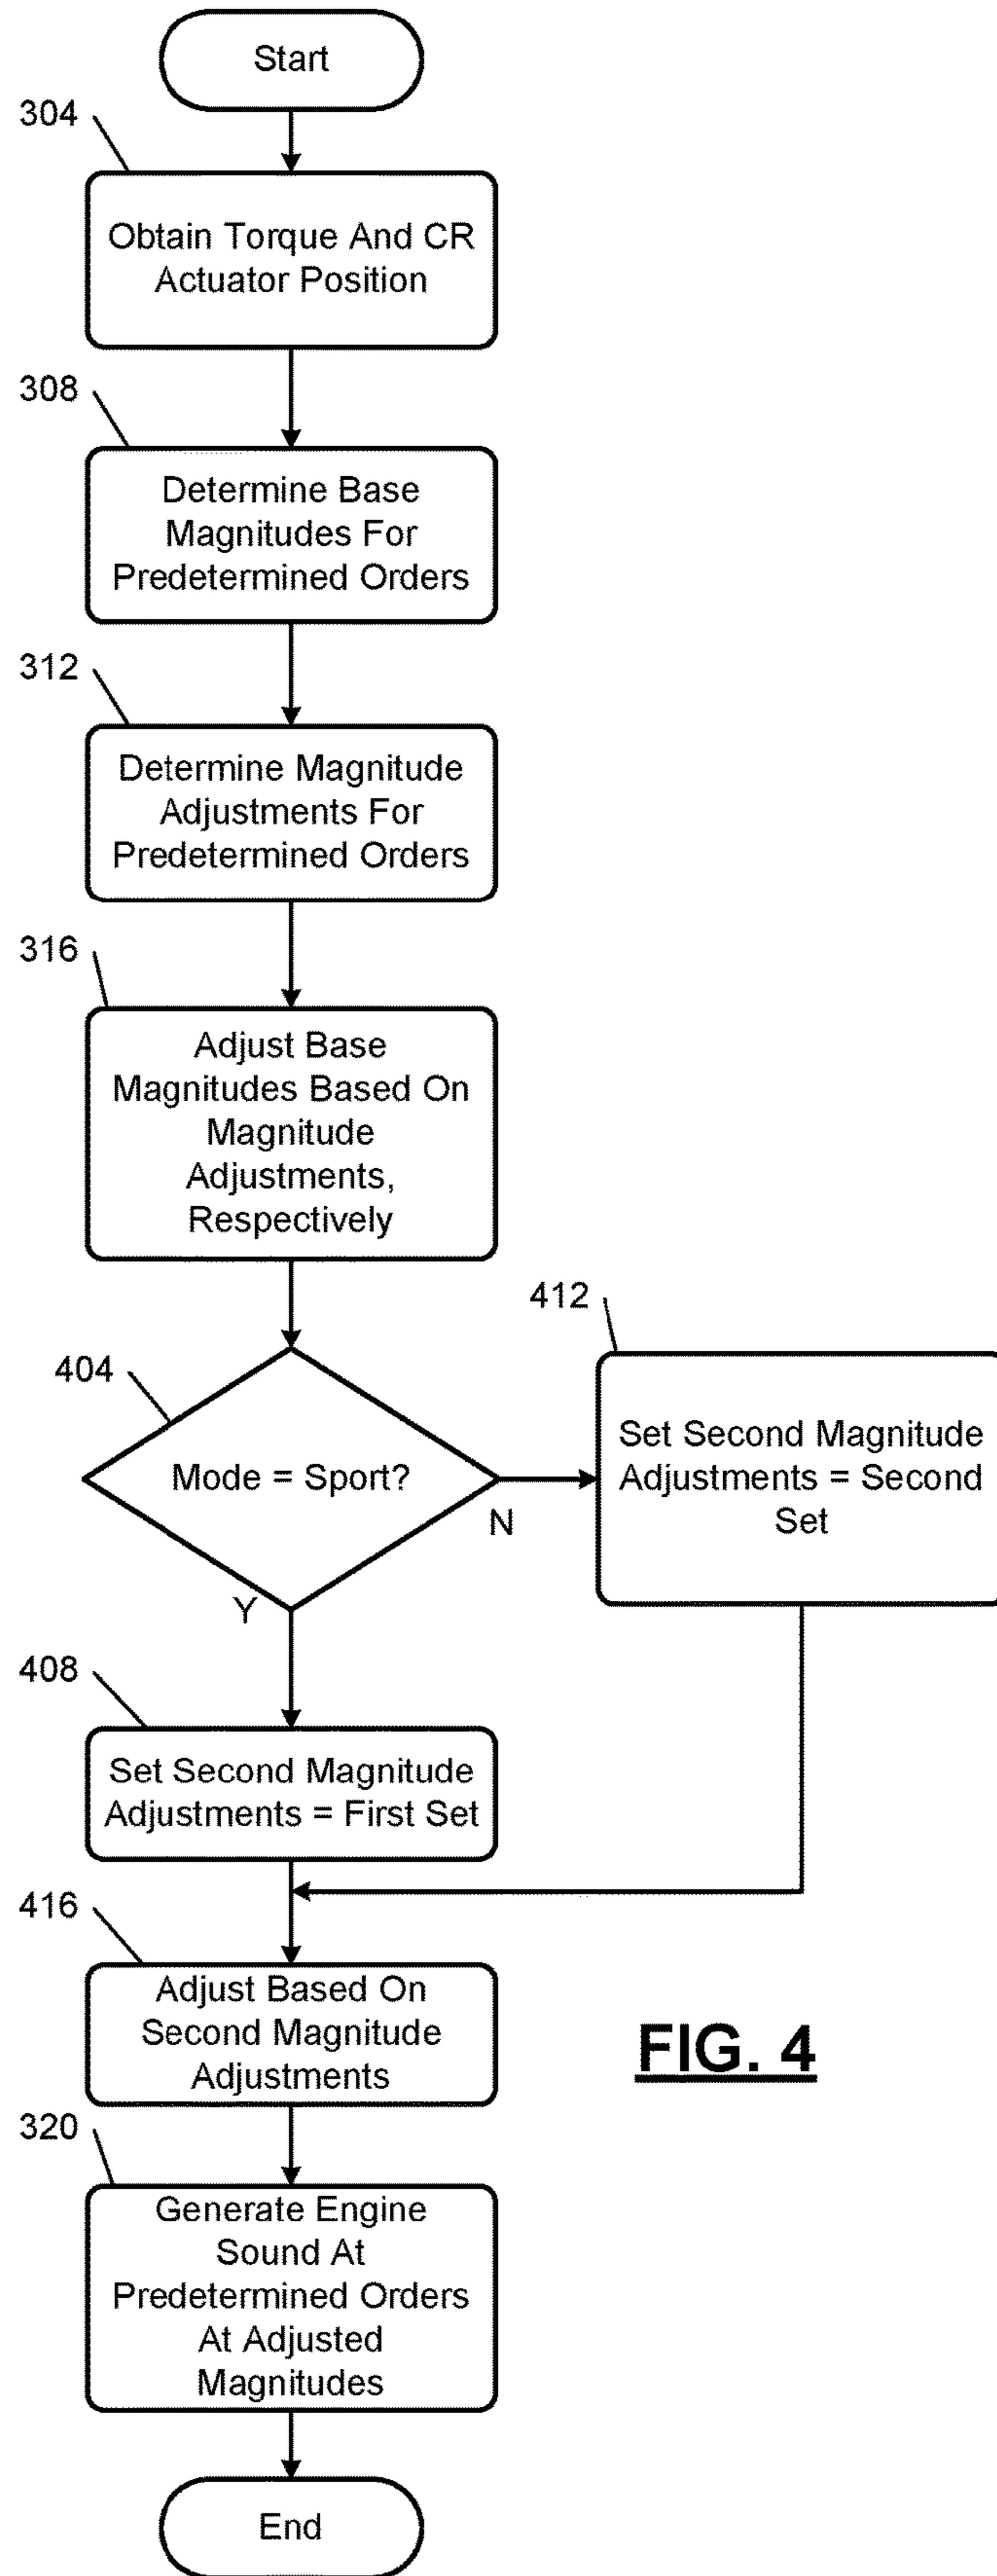 Start
304
Obtain Torque And CR
Actuator Position
308
Determine Base
Magnitudes For
Predetermined Orders
312
Determine Magnitude
Adjustments For
Predetermined Orders
316
Adjust Base
Magnitudes Based On
Magnitude
Adjustments,
Respectively
404
Mode = Sport?
N
Y
412
Set Second Magnitude
Adjustments = Second
Set
408
Set Second Magnitude
Adjustments = First Set
416
Adjust Based On
Second Magnitude
Adjustments
FIG. 4
320
Generate Engine
Sound At
Predetermined Orders
At Adjusted
Magnitudes
End